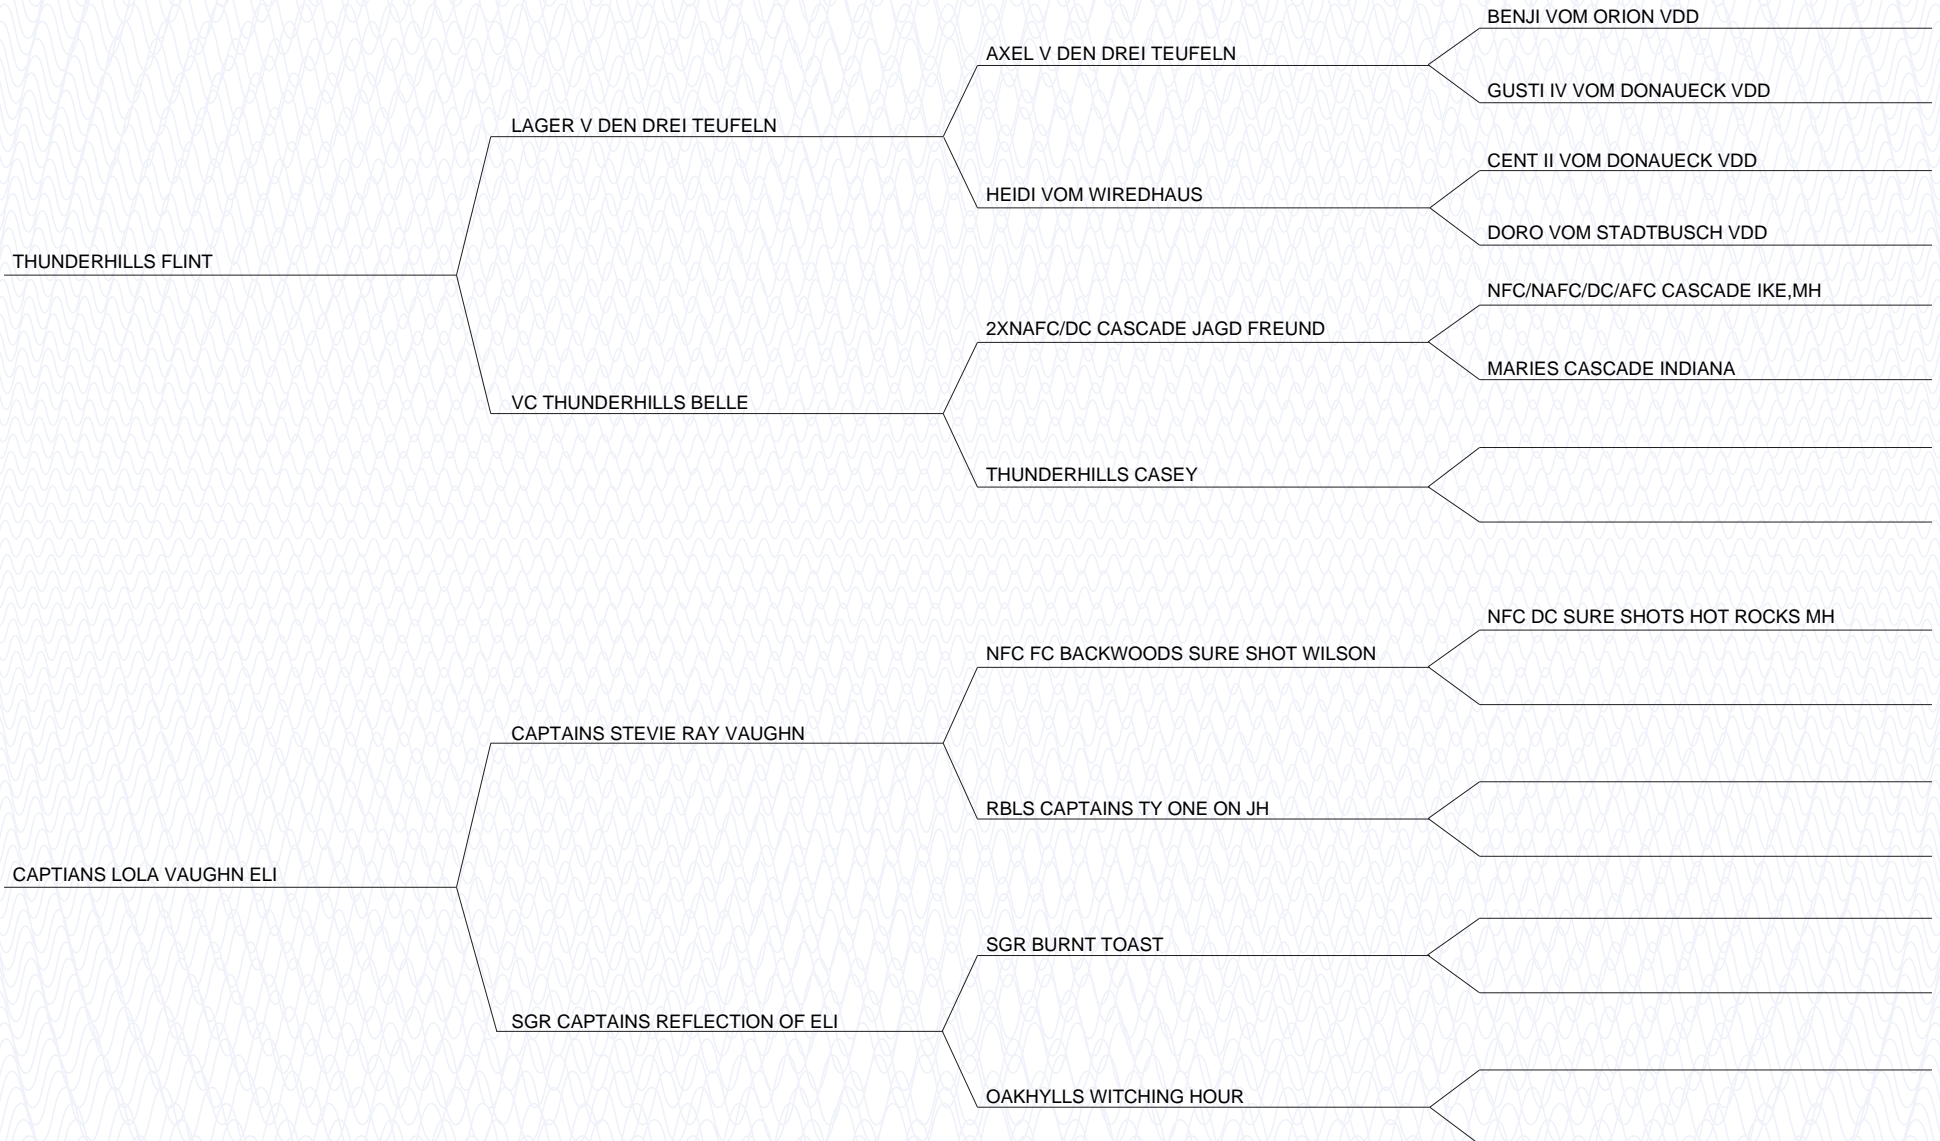 BENJI VOM ORION VDD
AXEL V DEN DREI TEUFELN
GUSTI IV VOM DONAUECK VDD
LAGER V DEN DREI TEUFELN
CENT II VOM DONAUECK VDD
HEIDI VOM WIREDHAUS
DORO VOM STADTBUSCH VDD
THUNDERHILLS FLINT
NFC/NAFC/DC/AFC CASCADE IKE,MH
2XNAFC/DC CASCADE JAGD FREUND
MARIES CASCADE INDIANA
VC THUNDERHILLS BELLE
THUNDERHILLS CASEY
NFC DC SURE SHOTS HOT ROCKS MH
NFC FC BACKWOODS SURE SHOT WILSON
CAPTAINS STEVIE RAY VAUGHN
RBLS CAPTAINS TY ONE ON JH
CAPTIANS LOLA VAUGHN ELI
SGR BURNT TOAST
SGR CAPTAINS REFLECTION OF ELI
OAKHYLLS WITCHING HOUR